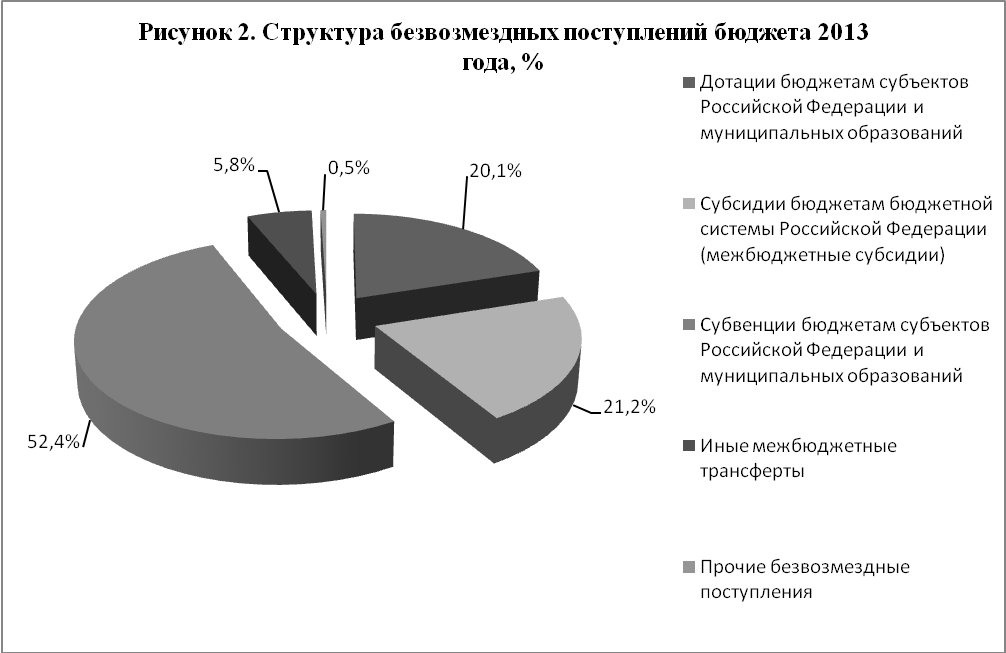 Рисунок 2. Структура безвозмездных поступлений бюджета 2013
года, %
Дотации бюджетам субъектов
Российской Федерации и
муниципальных образований
5,8%
0,5%
20,1%
Субсидии бюджетам бюджетной
системы Российской Федерации
(межбюджетные субсидии)
Субвенции бюджетам субъектов
Российской Федерации и
муниципальных образований
21,2%
52,4%
Иные межбюджетные
трансферты
Прочие безвозмездные
поступления